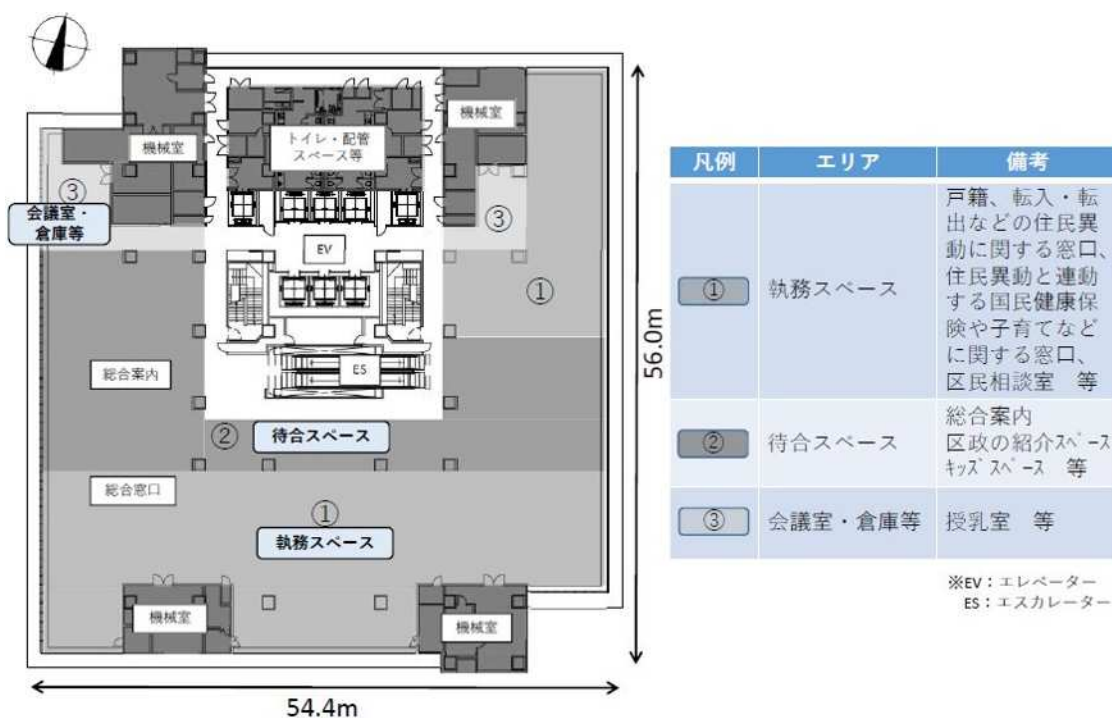 機械室
機械室
トイレ・配管
スペース等
③
会議室・
倉庫等
③
EV
①
総合案内
ES
②
待合スペース
総合窓口
①
執務スペース
機械室
機械室
56.0m
54.4m
凡例 エリア 備考
① 執務スペース
戸籍、転入・転
出などの住民異
動に関する窓口、
住民異動と連動
する国民健康保
険や子育てなど
に関する窓口、
区民相談室 等
② 待合スペース
総合案内
区政の紹介ｽﾍﾟｰｽ
ｷｯｽﾞｽﾍﾟｰｽ 等
③ 会議室・倉庫等 授乳室 等
※EV：エレベーター
ES：エスカレーター